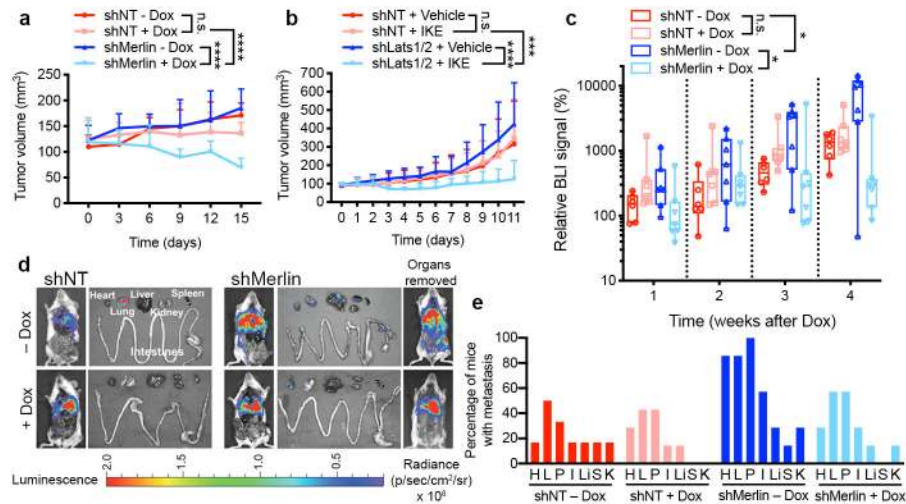 a
shNT - Dox
shNT + Dox
shMerlin - Dox
shMerlin + Dox
n.s.
****
****
Tumor volume (mm³)
250
200
150
100
50
0
0 3 6 9 12 15
Time (days)
b
shNT + Vehicle
shNT + IKE
shLats1/2 + Vehicle
shLats1/2 + IKE
n.s.
****
***
Tumor volume (mm³)
700
600
500
400
300
200
100
0
0 1 2 3 4 5 6 7 8 9 10 11
Time (days)
c
shNT - Dox
shNT + Dox
shMerlin - Dox
shMerlin + Dox
n.s.
*
*
Relative BLI signal (%)
10000
1000
100
10
1 2 3 4
Time (weeks after Dox)
d
shNT
shMerlin
Organs
removed
– Dox
+ Dox
Heart
Liver
Spleen
Lung
Kidney
Intestines
Luminescence
2.0
1.0
0.5
Radiance
(p/sec/cm²/sr)
x 10⁶
e
Percentage of mice
with metastasis
100
80
60
40
20
H L P I Li S K
H L P I Li S K
H L P I Li S K
H L P I Li S K
shNT – Dox
shNT + Dox
shMerlin – Dox
shMerlin + Dox